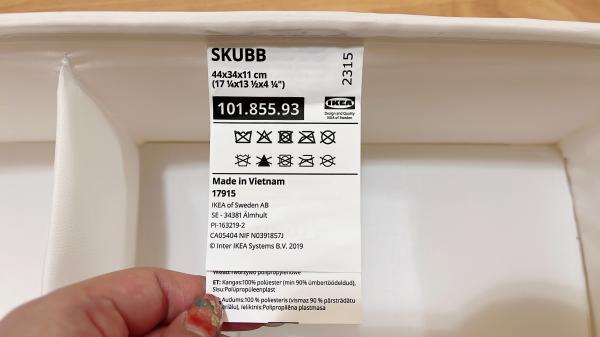 SKUBB
2315
44x34x11 cm
(17 ¼x13 ½x4 ¼")
101.855.93
IKEA
Design and Quality
IKEA of Sweden
Made in Vietnam
17915
IKEA of Sweden AB
SE - 34381 Älmhult
PI-163219-2
CA05404 NIF N0391857J
© Inter IKEA Systems B.V. 2019
ET: Kangas:100% polüester (min 90% ümbertöödeldud),
Sisu:Polüpropüleenplast
Audums:100 % poliesteris (vismaz 90 % pārstrādātu
ieliktnis:Polipropilēna plastmasa